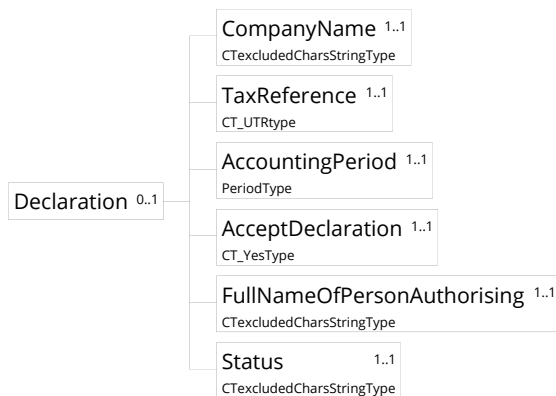 CompanyName 1..1
CTexcludedCharsStringType
TaxReference 1..1
CT_UTRtype
AccountingPeriod 1..1
PeriodType
Declaration 0..1
AcceptDeclaration 1..1
CT_YesType
FullNameOfPersonAuthorising 1..1
CTexcludedCharsStringType
Status 1..1
CTexcludedCharsStringType